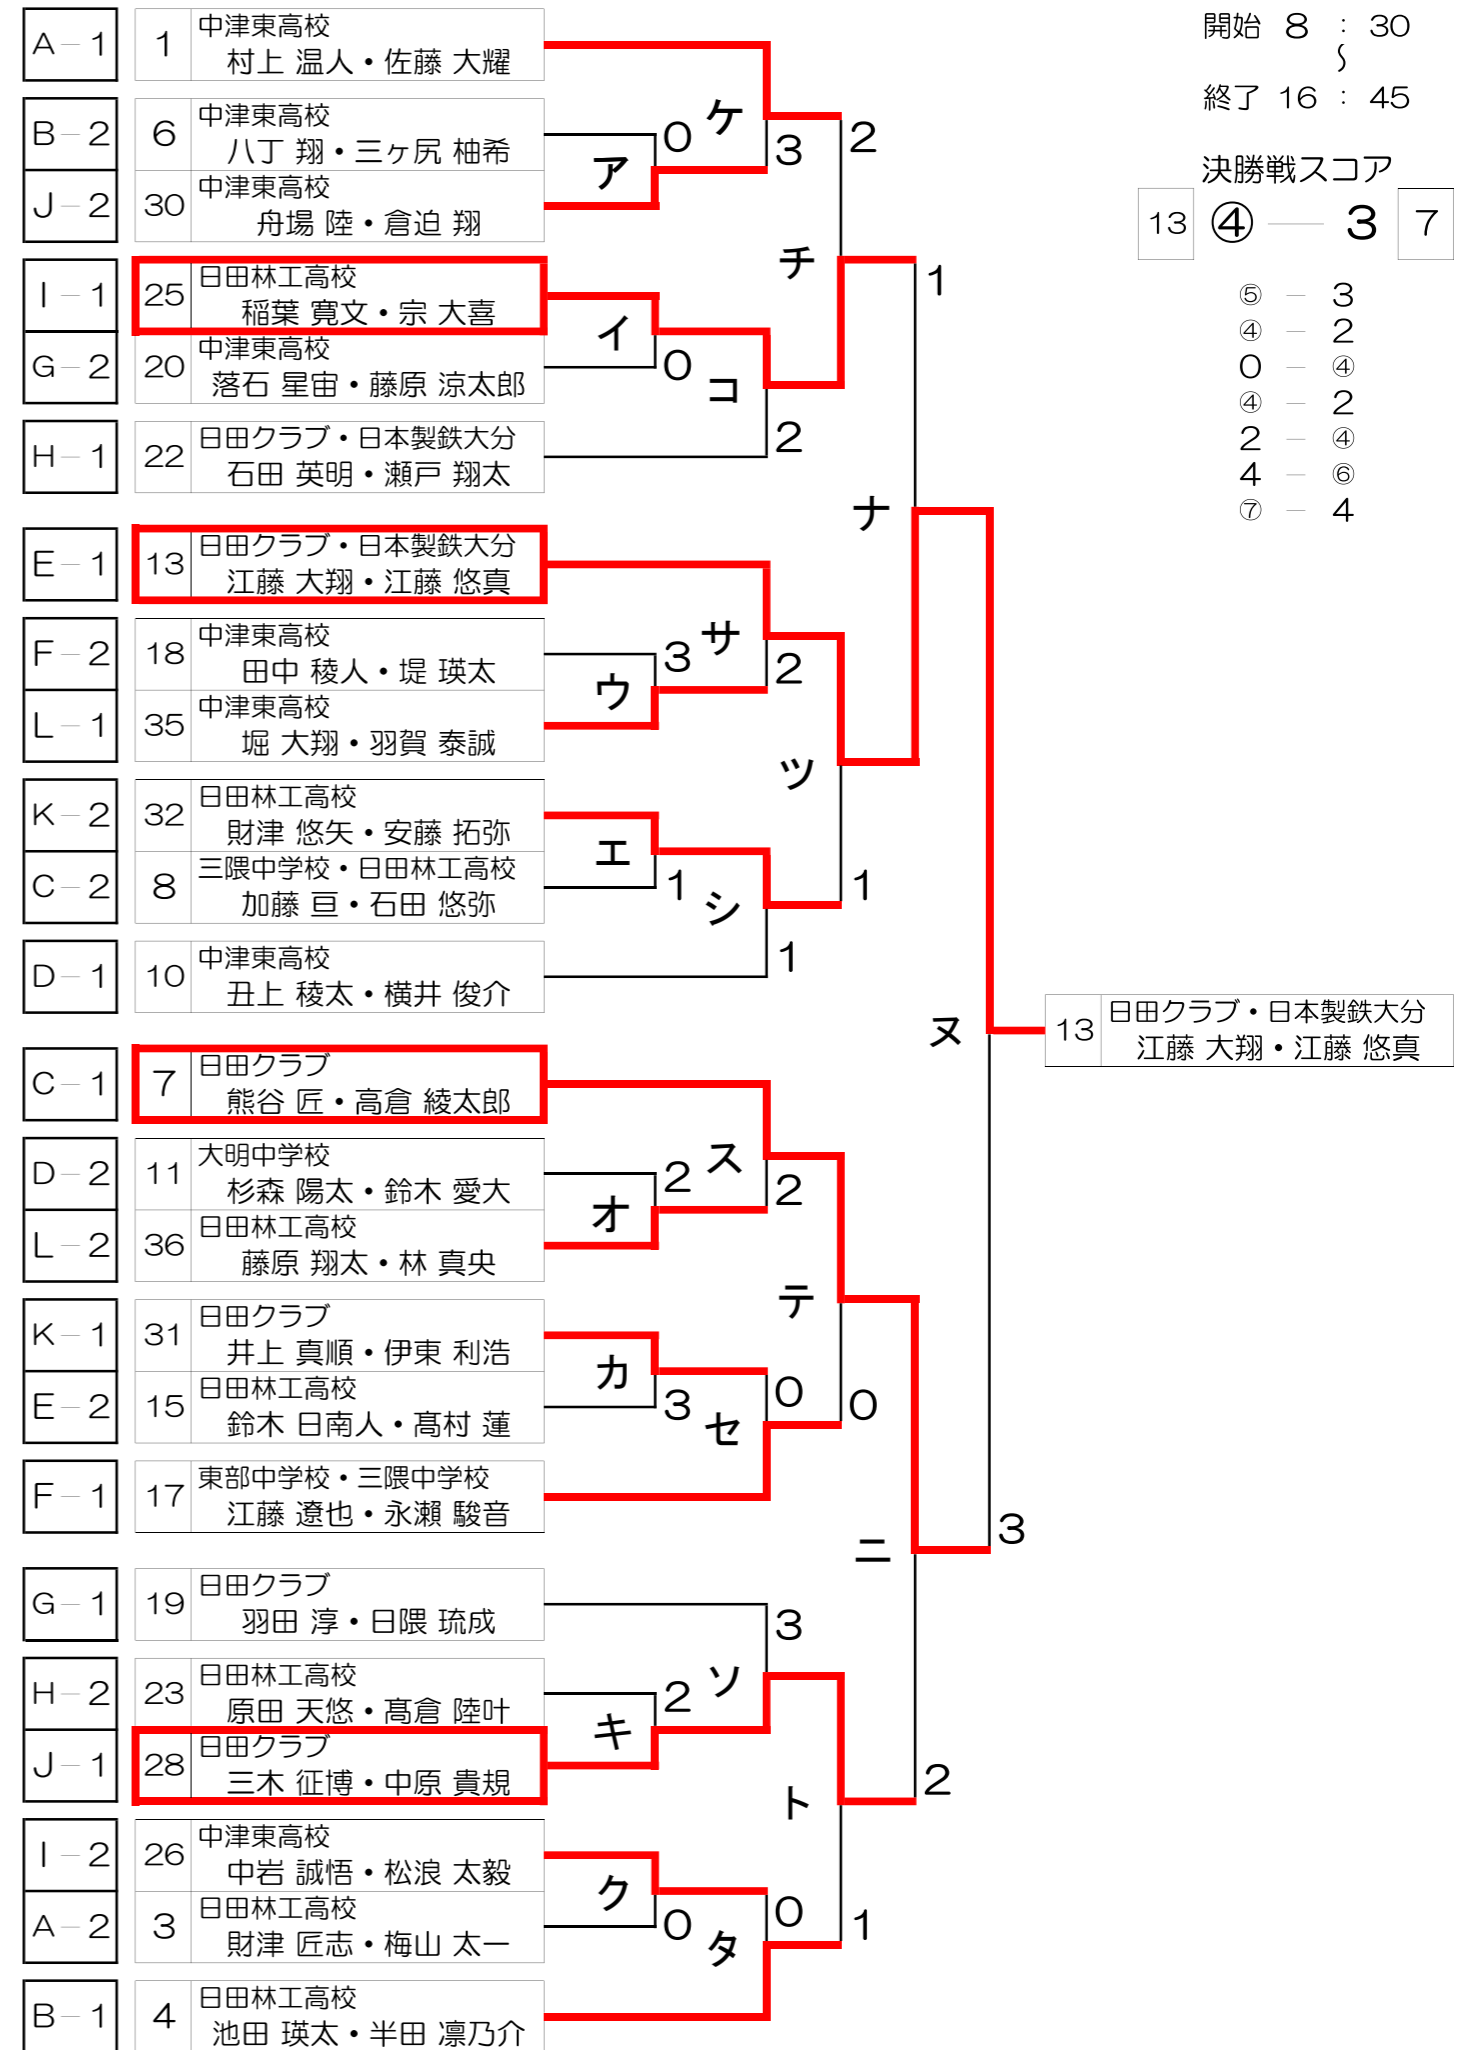 開始 8 : 30
〜
終了 16 : 45
決勝戦スコア
13 ④ — 3 7
⑤ — 3
④ — 2
0 — ④
④ — 2
2 — ④
4 — ⑥
⑦ — 4
A－1 1 中津東高校
村上 温人・佐藤 大耀
B－2 6 中津東高校
八丁 翔・三ヶ尻 柚希
J－2 30 中津東高校
舟場 陸・倉迫 翔
I－1 25 日田林工高校
稲葉 寛文・宗 大喜
G－2 20 中津東高校
落石 星宙・藤原 涼太郎
H－1 22 日田クラブ・日本製鉄大分
石田 英明・瀬戸 翔太
E－1 13 日田クラブ・日本製鉄大分
江藤 大翔・江藤 悠真
F－2 18 中津東高校
田中 稜人・堤 瑛太
L－1 35 中津東高校
堀 大翔・羽賀 泰誠
K－2 32 日田林工高校
財津 悠矢・安藤 拓弥
C－2 8 三隈中学校・日田林工高校
加藤 亘・石田 悠弥
D－1 10 中津東高校
丑上 稜太・横井 俊介
C－1 7 日田クラブ
熊谷 匠・高倉 綾太郎
D－2 11 大明中学校
杉森 陽太・鈴木 愛大
L－2 36 日田林工高校
藤原 翔太・林 真央
K－1 31 日田クラブ
井上 真順・伊東 利浩
E－2 15 日田林工高校
鈴木 日南人・髙村 蓮
F－1 17 東部中学校・三隈中学校
江藤 遼也・永瀬 駿音
G－1 19 日田クラブ
羽田 淳・日隈 琉成
H－2 23 日田林工高校
原田 天悠・髙倉 陸叶
J－1 28 日田クラブ
三木 征博・中原 貴規
I－2 26 中津東高校
中岩 誠悟・松浪 太毅
A－2 3 日田林工高校
財津 匠志・梅山 太一
B－1 4 日田林工高校
池田 瑛太・半田 凛乃介
ア 0
イ 0
ウ 3
エ 1
オ 2
カ 3
キ 2
ク 0
ケ 3
コ 2
サ 2
シ 1
ス 2
セ 0
ソ 3
タ 0
チ 2
ツ 1
テ 0
ト 1
ナ 1
ニ 2
ヌ 3
13 日田クラブ・日本製鉄大分
江藤 大翔・江藤 悠真